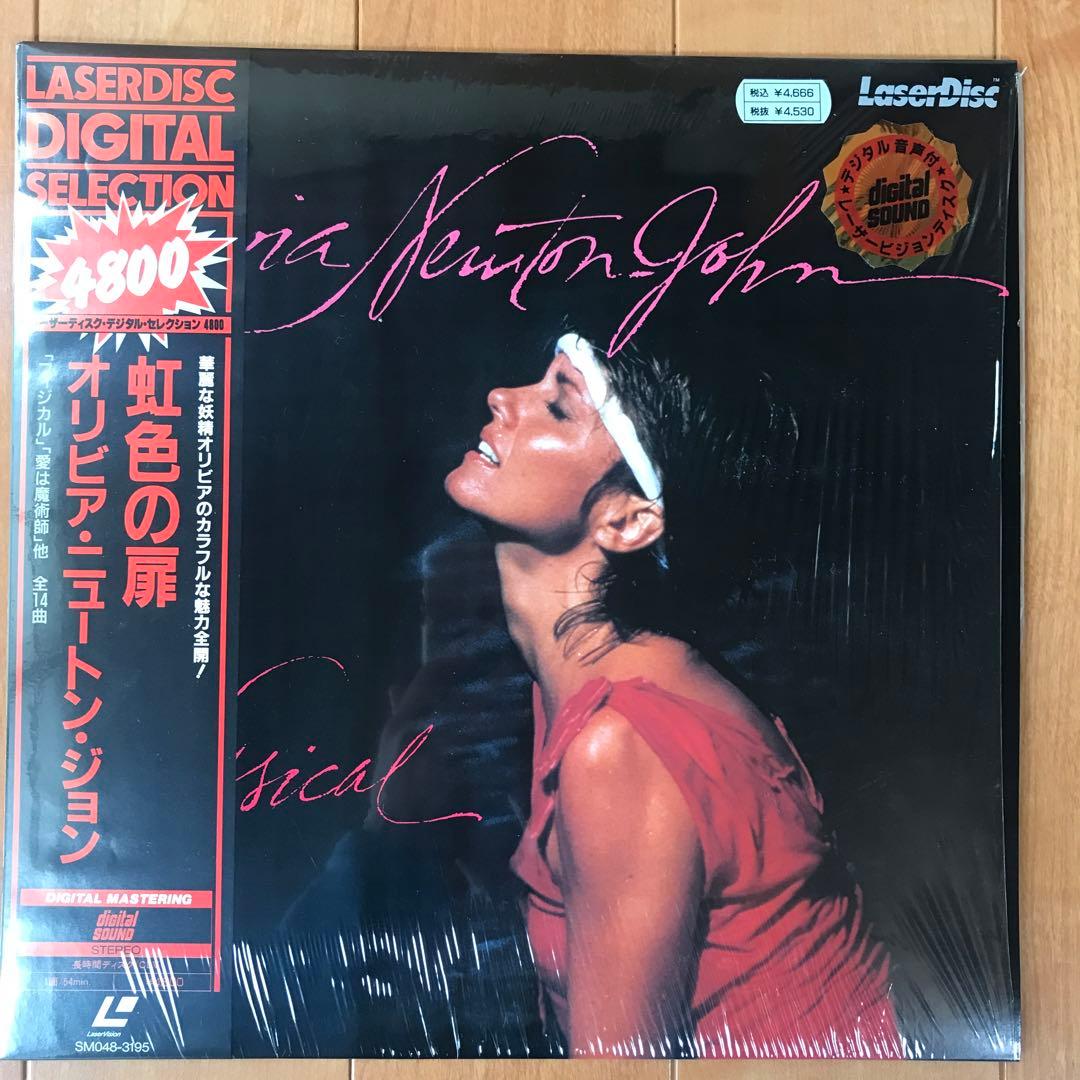 LASERDISC
DIGITAL
SELECTION
4800
ザーディスク・デジタル・セレクション 4800
華麗な妖精オリビアのカラフルな魅力全開!
虹色の扉
オリビア・ニュートン・ジョン
ジカル」「愛は魔術師」他 全14曲
DIGITAL MASTERING
digital
SOUND
STEREO
長時間ディスク
54min.
LaserVision
SM048-3195
税込 ¥4,666
税抜 ¥4,530
LaserDisc
TM
★デジタル音声付★
digital
SOUND
レーザービジョンディスク
ia Newton-John
sical